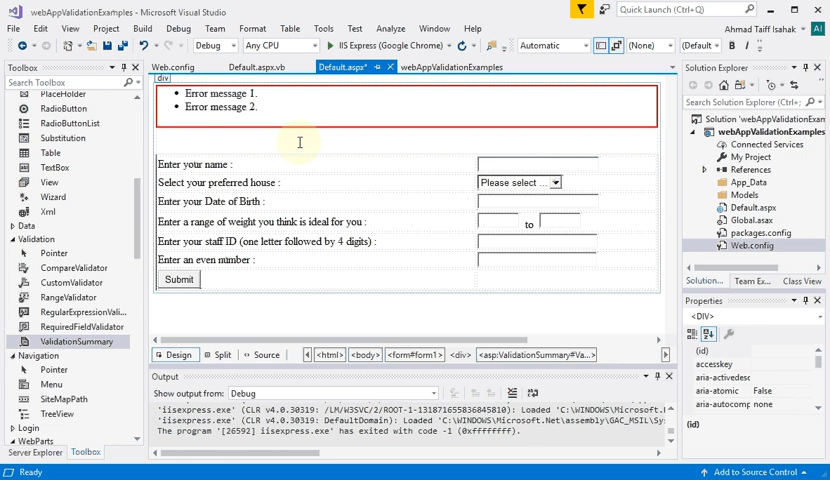 webAppValidationExamples - Microsoft Visual Studio
Quick Launch (Ctrl+Q)
File Edit View Project Build Debug Team Format Table Tools Test Analyze Window Help
Ahmad Taiff Isahak AI
Debug Any CPU IIS Express (Google Chrome) Automatic (None) (Default B I
Toolbox
Search Toolbox
PlaceHolder
RadioButton
RadioButtonList
Substitution
Table
TextBox
View
Wizard
Xml
Data
Validation
Pointer
CompareValidator
CustomValidator
RangeValidator
RegularExpressionVali...
RequiredFieldValidator
ValidationSummary
Navigation
Pointer
Menu
SiteMapPath
TreeView
Login
WebParts
Server Explorer Toolbox
Web.config Default.aspx.vb Default.aspx* webAppValidationExamples
div
Error message 1.
Error message 2.
Enter your name :
Select your preferred house : Please select ...
Enter your Date of Birth :
Enter a range of weight you think is ideal for you : to
Enter your staff ID (one letter followed by 4 digits) :
Enter an even number :
Submit
Design Split Source <html> <body> <form#form1> <div> <asp:ValidationSummary#Va...>
Output
Show output from: Debug
'iisexpress.exe' (CLR v4.0.30319: /LM/W3SVC/2/ROOT-1-131871655836845810): Loaded 'C:\WINDOWS\Microsoft.
'iisexpress.exe' (CLR v4.0.30319: DefaultDomain): Loaded 'C:\WINDOWS\Microsoft.Net\assembly\GAC_MSIL\Sys
The program '[26592] iisexpress.exe' has exited with code -1 (0xffffffff).
Solution Explorer
Search Solution Explorer (Ctrl+;)
Solution 'webAppValidationExam
webAppValidationExamples
Connected Services
My Project
References
App_Data
Models
Default.aspx
Global.asax
packages.config
Web.config
Solution... Team Ex... Class View
Properties
<DIV>
(id)
accesskey
aria-activedesc
aria-atomic False
aria-autocomp none
(id)
Ready
Add to Source Control